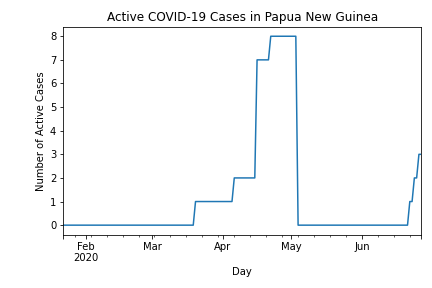 Active COVID-19 Cases in Papua New Guinea
Number of Active Cases
8
7
6
5
4
3
2
1
0
Feb Mar Apr May Jun
2020
Day